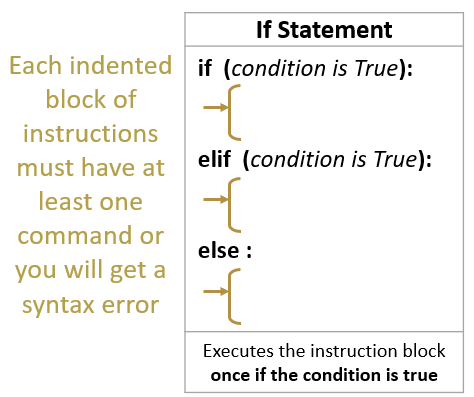 Each indented
block of
instructions
must have at
least one
command or
you will get a
syntax error
If Statement
if (condition is True):
elif (condition is True):
else :
Executes the instruction block
once if the condition is true